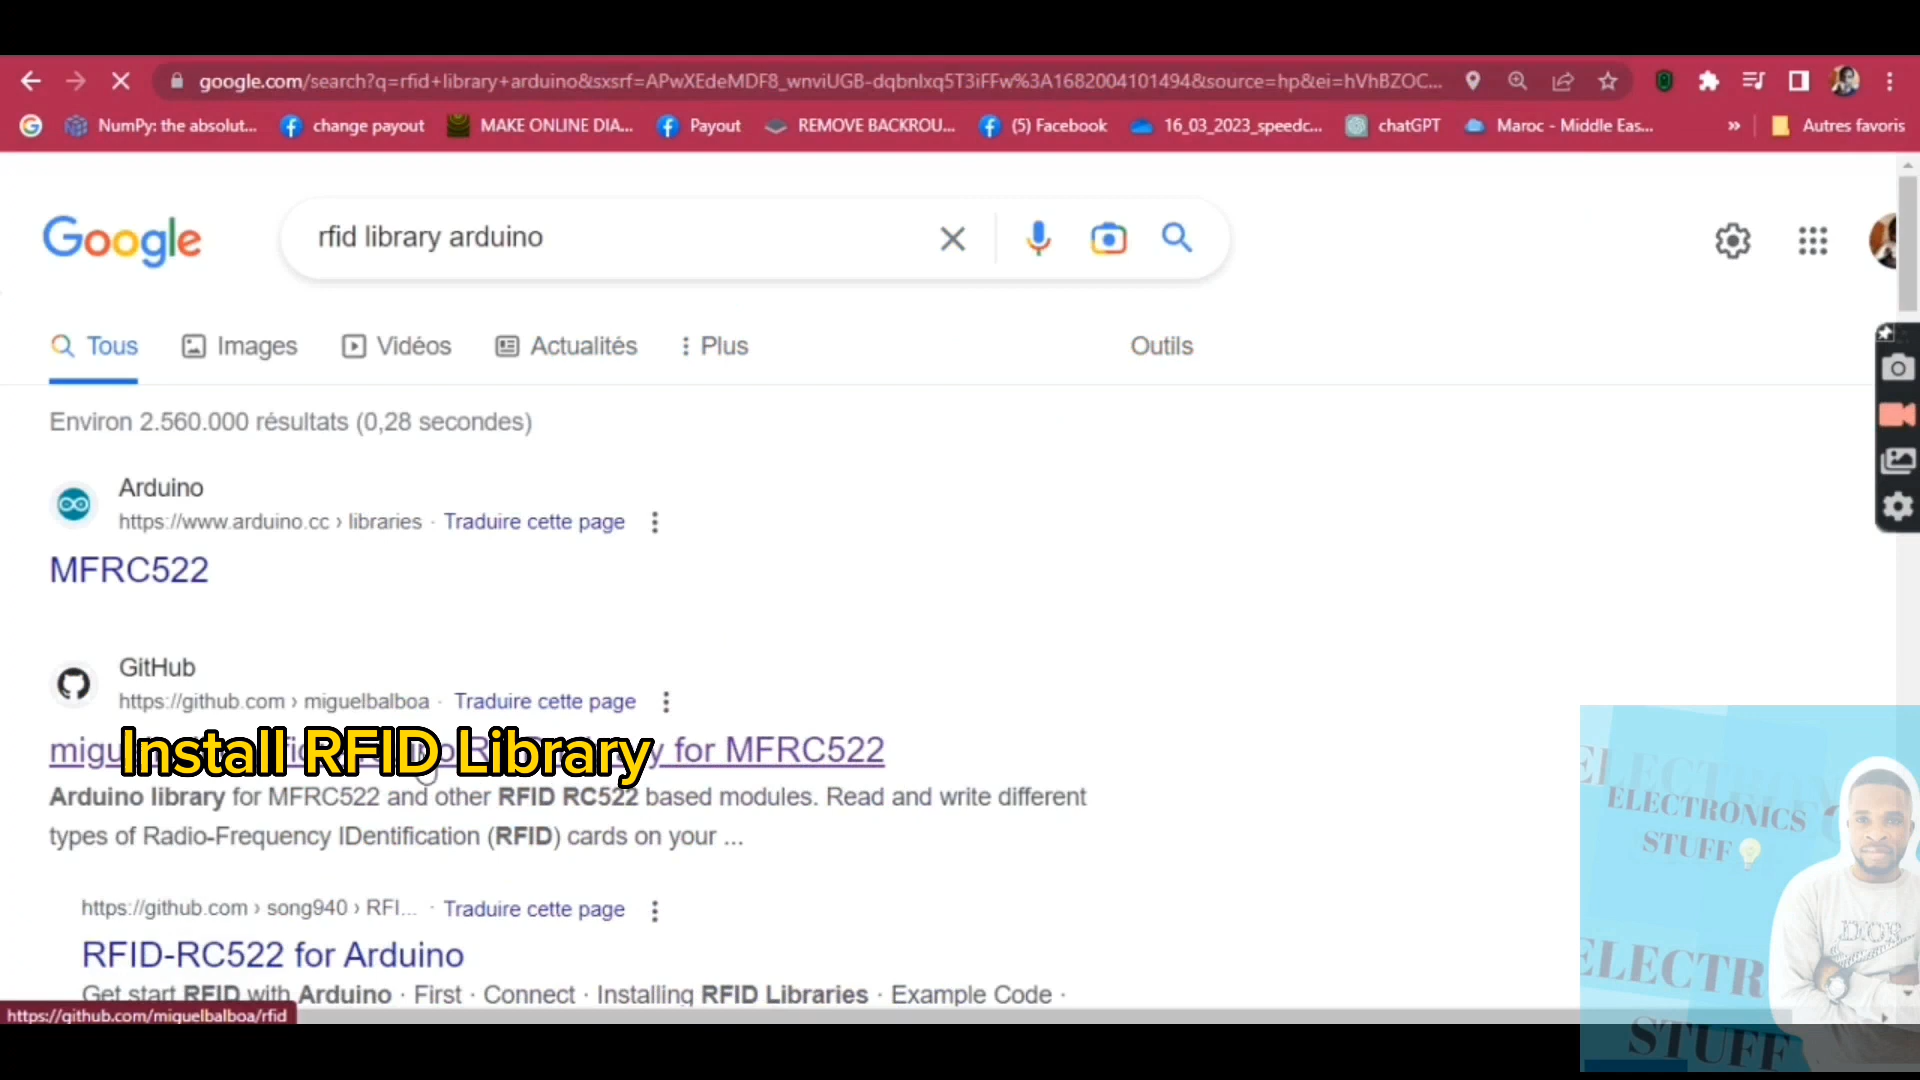 google.com/search?q=rfid+library+arduino&sxsrf=APwXEdeMDF8_wnviUGB-dqbnlxq5T3iFFw%3A1682004101494&source=hp&ei=hVhBZOC...
NumPy: the absolut... change payout MAKE ONLINE DIA... Payout REMOVE BACKROU... (5) Facebook 16_03_2023_speedc... chatGPT Maroc - Middle Eas... » Autres favoris
Google rfid library arduino
Tous Images Vidéos Actualités Plus Outils
Environ 2.560.000 résultats (0,28 secondes)
Arduino
https://www.arduino.cc › libraries · Traduire cette page
MFRC522
GitHub
https://github.com › miguelbalboa · Traduire cette page
for MFRC522
Install RFID Library
Arduino library for MFRC522 and other RFID RC522 based modules. Read and write different
types of Radio-Frequency IDentification (RFID) cards on your ...
https://github.com › song940 › RFI... · Traduire cette page
RFID-RC522 for Arduino
Get start RFID with Arduino · First · Connect · Installing RFID Libraries · Example Code ·
https://github.com/miguelbalboa/rfid
ELECTRONICS
STUFF
STUFF